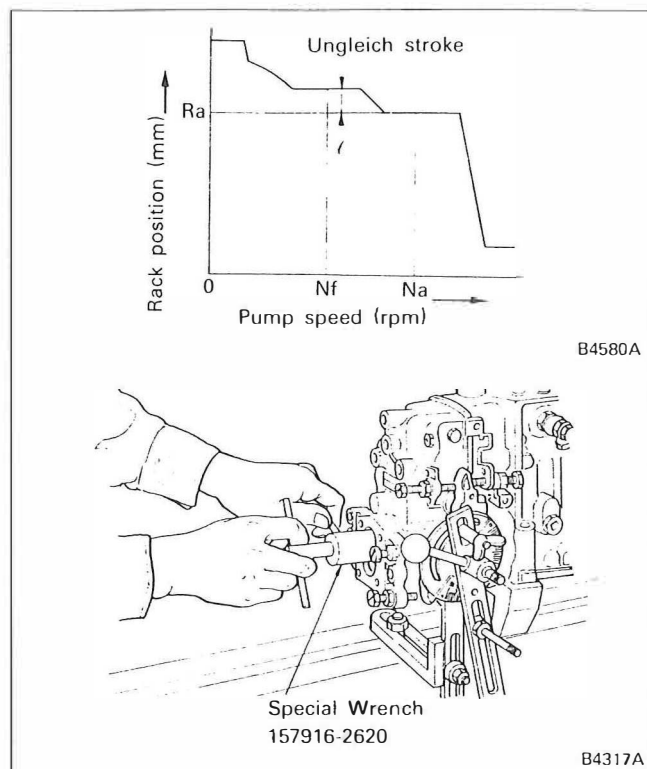 Ungleich stroke
Rack position (mm)
Ra
0
Nf
Na
Pump speed (rpm)
B4580A
Special Wrench
157916-2620
B4317A